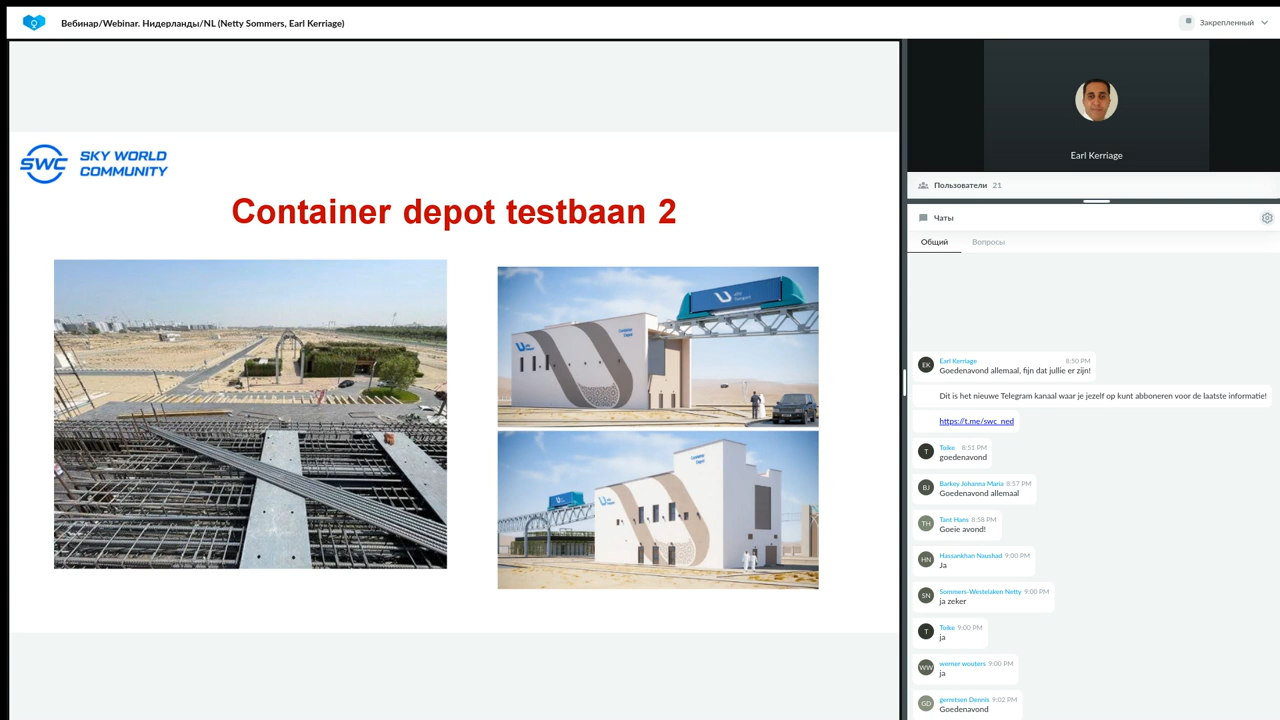 Вебинар/Webinar. Нидерланды/NL (Netty Sommers, Earl Kerriage)
Закрепленный
SWC
SKY WORLD
COMMUNITY
Container depot testbaan 2
Earl Kerriage
Пользователи 21
Чаты
Общий Вопросы
EK
Earl Kerriage 8:50 PM
Goedenavond allemaal, fijn dat jullie er zijn!
Dit is het nieuwe Telegram kanaal waar je jezelf op kunt abboneren voor de laatste informatie!
https://t.me/swc_ned
T
Toike 8:51 PM
goedenavond
BJ
Barkey Johanna Maria 8:57 PM
Goedenavond allemaal
TH
Tant Hans 8:58 PM
Goeie avond!
HN
Hassankhan Naushad 9:00 PM
Ja
SN
Sommers-Westelaken Netty 9:00 PM
ja zeker
T
Toike 9:00 PM
ja
WW
werner wouters 9:00 PM
ja
GD
gerretsen Dennis 9:02 PM
Goedenavond